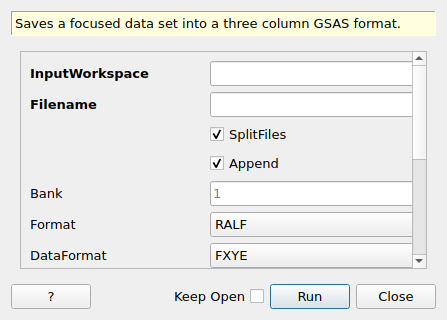 Saves a focused data set into a three column GSAS format.
InputWorkspace
Filename
SplitFiles
Append
Bank 1
Format RALF
DataFormat FXYE
? Keep Open Run Close